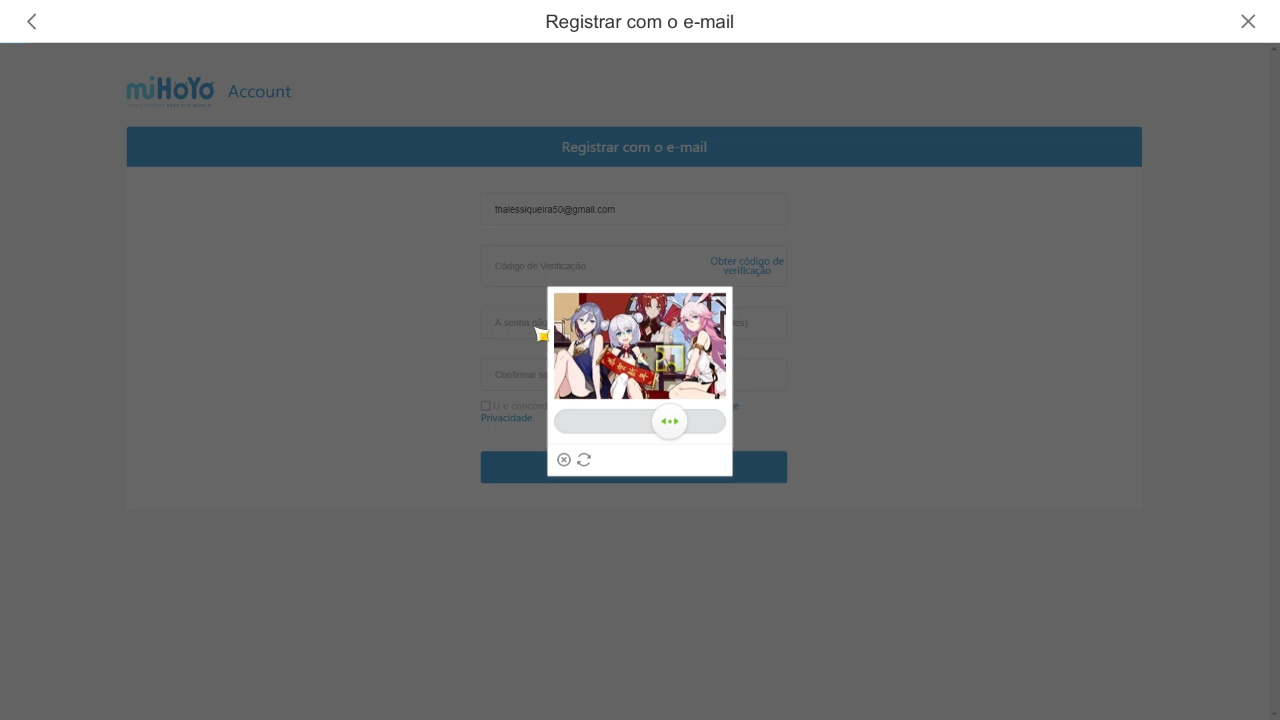 Registrar com o e-mail
miHoYo Account
Registrar com o e-mail
thalessiqueira50@gmail.com
Código de Verificação
Obter código de
verificação
A senha
Confirmar
Li e
Privacidade.